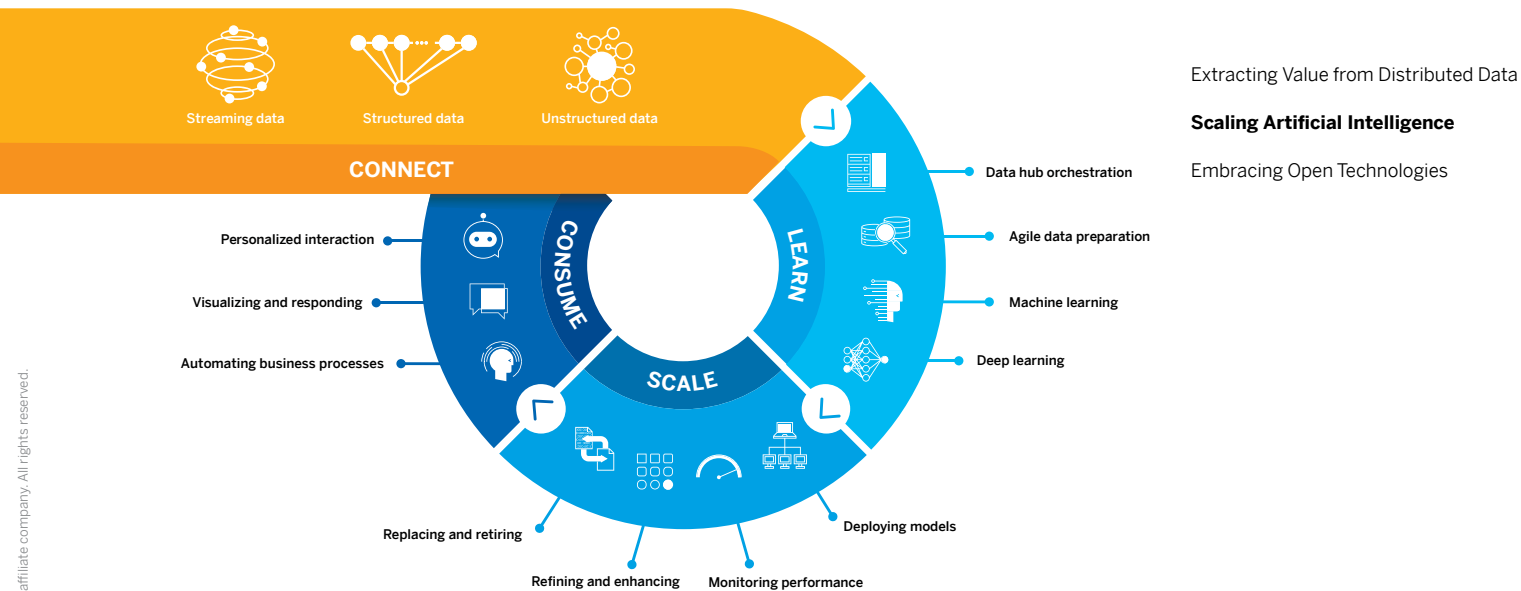 Streaming data
Structured data
Unstructured data
CONNECT
Extracting Value from Distributed Data
Scaling Artificial Intelligence
Embracing Open Technologies
LEARN
Data hub orchestration
Agile data preparation
Machine learning
Deep learning
SCALE
Deploying models
Monitoring performance
Refining and enhancing
Replacing and retiring
CONSUME
Personalized interaction
Visualizing and responding
Automating business processes
affiliate company. All rights reserved.